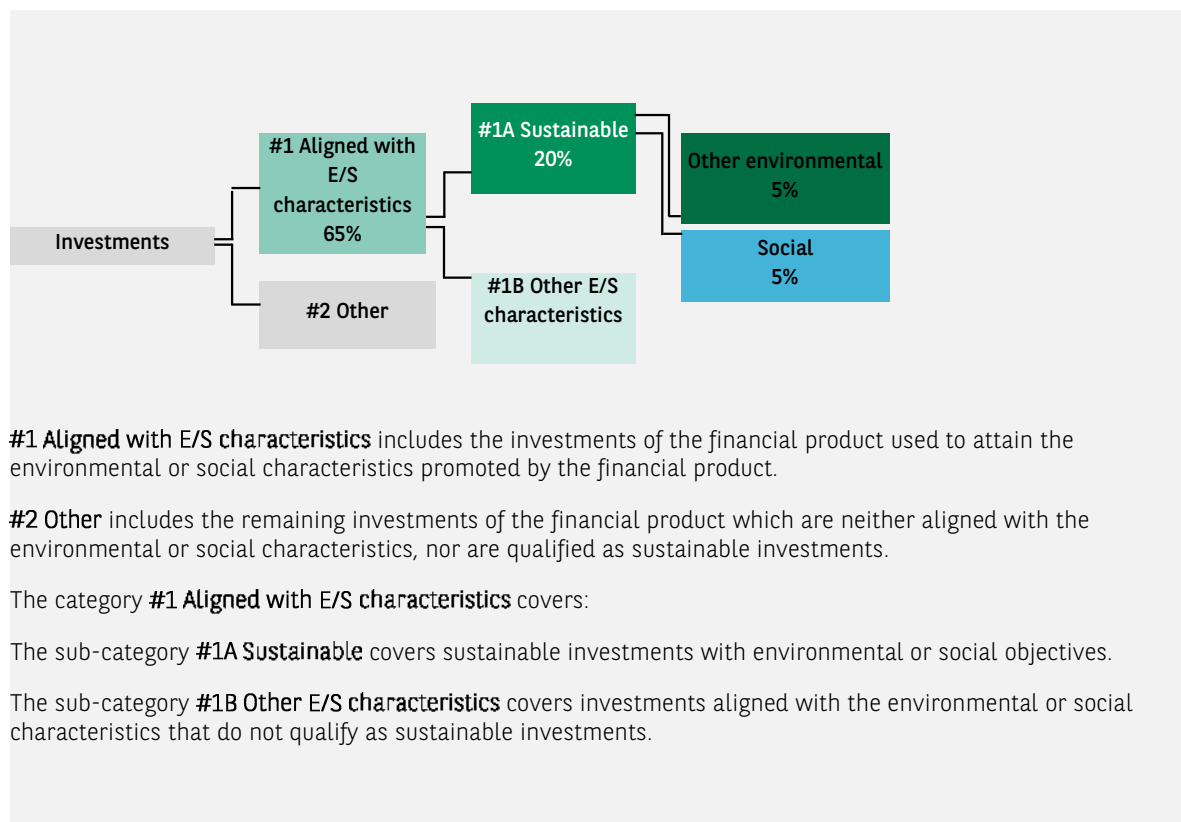 #1A Sustainable
20%
#1 Aligned with
E/S
characteristics
65%
Other environmental
5%
Investments
Social
5%
#2 Other
#1B Other E/S
characteristics
#1 Aligned with E/S characteristics includes the investments of the financial product used to attain the
environmental or social characteristics promoted by the financial product.
#2 Other includes the remaining investments of the financial product which are neither aligned with the
environmental or social characteristics, nor are qualified as sustainable investments.
The category #1 Aligned with E/S characteristics covers:
The sub-category #1A Sustainable covers sustainable investments with environmental or social objectives.
The sub-category #1B Other E/S characteristics covers investments aligned with the environmental or social
characteristics that do not qualify as sustainable investments.